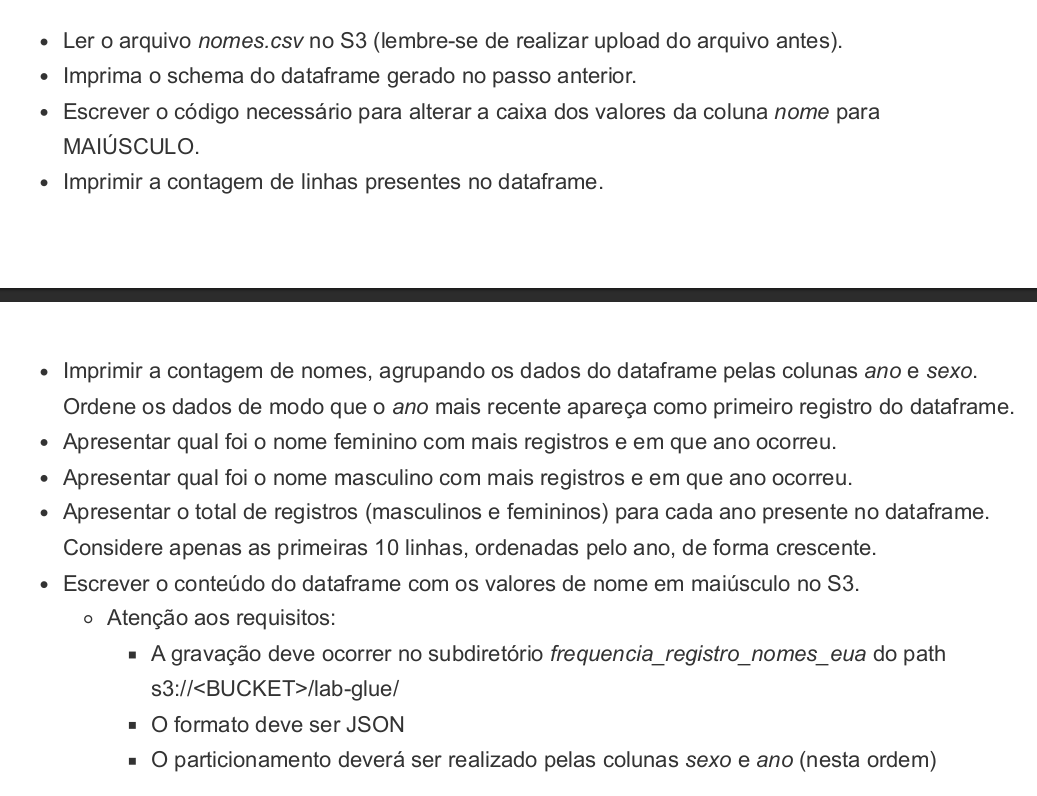 Ler o arquivo nomes.csv no S3 (lembre-se de realizar upload do arquivo antes).
Imprima o schema do dataframe gerado no passo anterior.
Escrever o código necessário para alterar a caixa dos valores da coluna nome para
MAIÚSCULO.
Imprimir a contagem de linhas presentes no dataframe.
Imprimir a contagem de nomes, agrupando os dados do dataframe pelas colunas ano e sexo.
Ordene os dados de modo que o ano mais recente apareça como primeiro registro do dataframe.
Apresentar qual foi o nome feminino com mais registros e em que ano ocorreu.
Apresentar qual foi o nome masculino com mais registros e em que ano ocorreu.
Apresentar o total de registros (masculinos e femininos) para cada ano presente no dataframe.
Considere apenas as primeiras 10 linhas, ordenadas pelo ano, de forma crescente.
Escrever o conteúdo do dataframe com os valores de nome em maiúsculo no S3.
Atenção aos requisitos:
A gravação deve ocorrer no subdiretório frequencia_registro_nomes_eua do path
s3://<BUCKET>/lab-glue/
O formato deve ser JSON
O particionamento deverá ser realizado pelas colunas sexo e ano (nesta ordem)